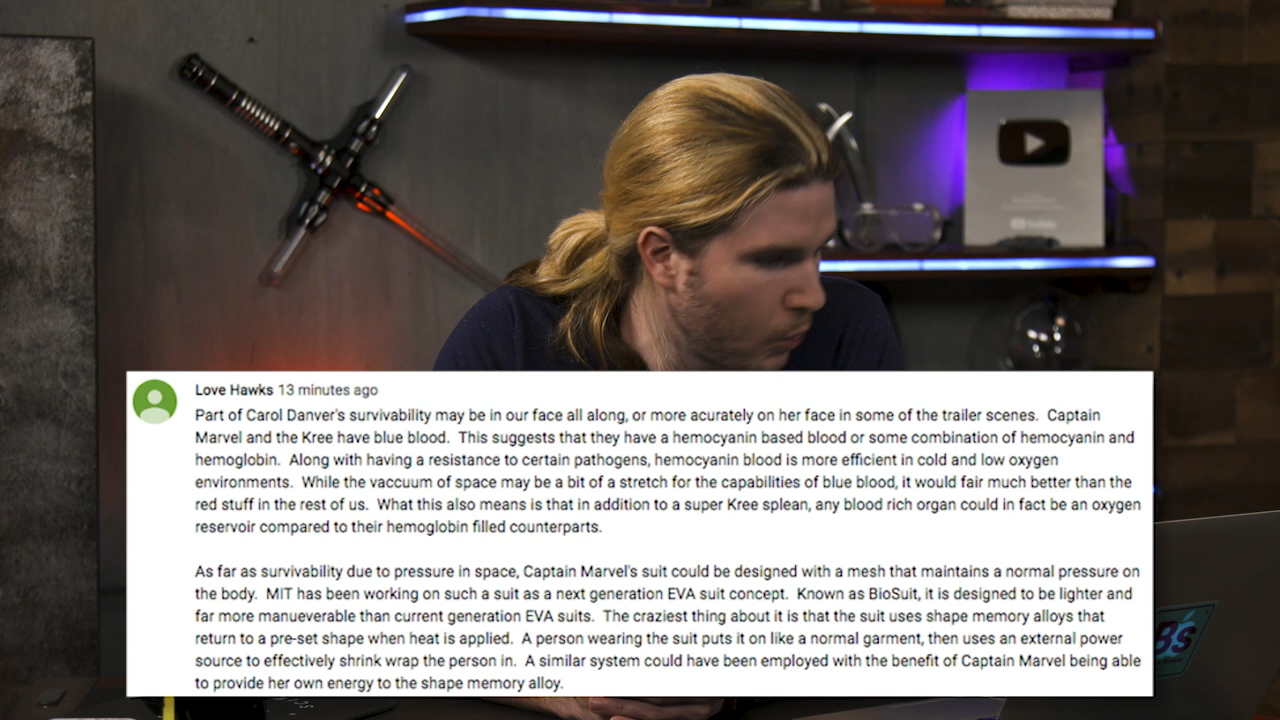 Love Hawks 13 minutes ago
Part of Carol Danver's survivability may be in our face all along, or more acurately on her face in some of the trailer scenes. Captain
Marvel and the Kree have blue blood. This suggests that they have a hemocyanin based blood or some combination of hemocyanin and
hemoglobin. Along with having a resistance to certain pathogens, hemocyanin blood is more efficient in cold and low oxygen
environments. While the vaccuum of space may be a bit of a stretch for the capabilities of blue blood, it would fair much better than the
red stuff in the rest of us. What this also means is that in addition to a super Kree splean, any blood rich organ could in fact be an oxygen
reservoir compared to their hemoglobin filled counterparts.
As far as survivability due to pressure in space, Captain Marvel's suit could be designed with a mesh that maintains a normal pressure on
the body. MIT has been working on such a suit as a next generation EVA suit concept. Known as BioSuit, it is designed to be lighter and
far more manueverable than current generation EVA suits. The craziest thing about it is that the suit uses shape memory alloys that
return to a pre-set shape when heat is applied. A person wearing the suit puts it on like a normal garment, then uses an external power
source to effectively shrink wrap the person in. A similar system could have been employed with the benefit of Captain Marvel being able
to provide her own energy to the shape memory alloy.